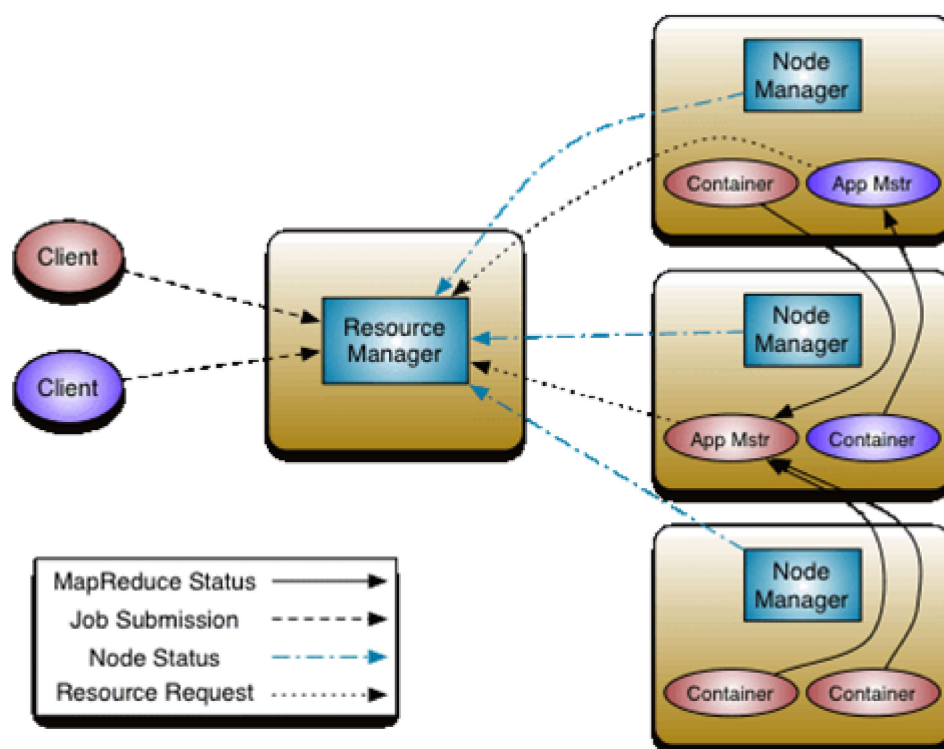 Client
Client
Resource
Manager
Node
Manager
Container
App Mstr
Node
Manager
App Mstr
Container
Node
Manager
Container
Container
MapReduce Status
Job Submission
Node Status
Resource Request